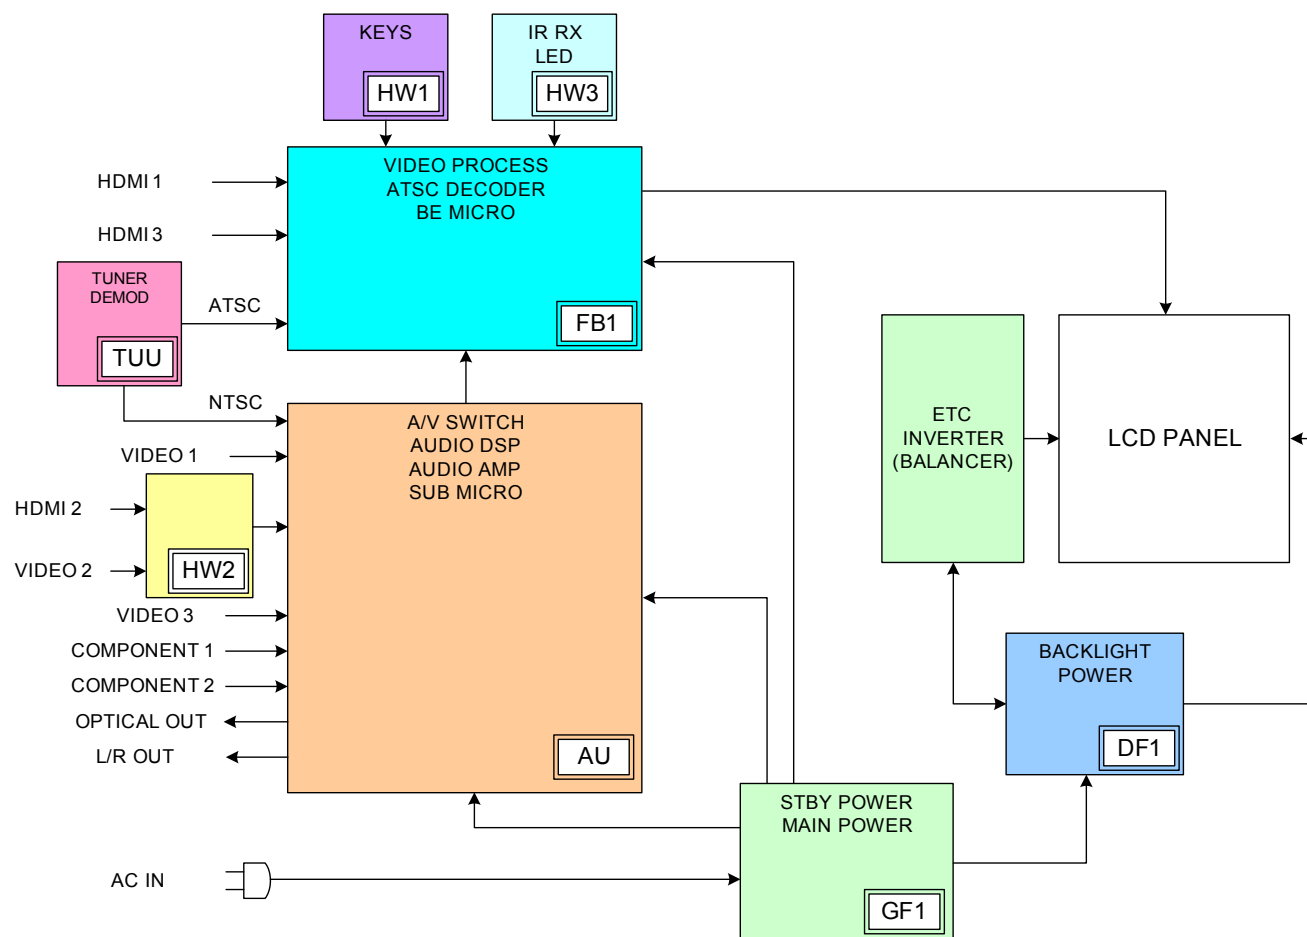 KEYS
HW1
IR RX
LED
HW3
VIDEO PROCESS
ATSC DECODER
BE MICRO
FB1
HDMI 1
HDMI 3
TUNER
DEMOD
TUU
ATSC
NTSC
A/V SWITCH
AUDIO DSP
AUDIO AMP
SUB MICRO
AU
VIDEO 1
HDMI 2
VIDEO 2
HW2
VIDEO 3
COMPONENT 1
COMPONENT 2
OPTICAL OUT
L/R OUT
AC IN
ETC
INVERTER
(BALANCER)
LCD PANEL
BACKLIGHT
POWER
DF1
STBY POWER
MAIN POWER
GF1